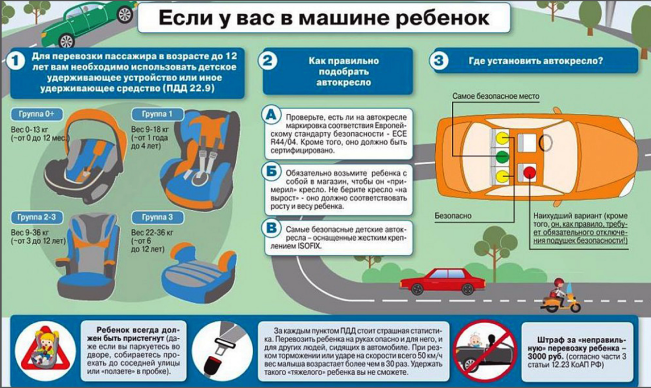 Если у вас в машине ребенок
1
Для перевозки пассажира в возрасте до 12
лет вам необходимо использовать детское
удерживающее устройство или иное
удерживающее средство (ПДД 22.9)
Группа 0+
Вес 0-13 кг
(~от 0 до 12 мес.)
Группа 1
Вес 9-18 кг
(~от 1 года
до 4 лет)
Группа 2-3
Вес 9-36 кг
(~от 3 до 12 лет)
Группа 3
Вес 22-36 кг
(~от 6
до 12 лет)
2
Как правильно
подобрать
автокресло
А
Проверьте, есть ли на автокресле
маркировка соответствия Европей-
скому стандарту безопасности - ECE
R44/04. Кроме того, оно должно быть
сертифицировано.
Б
Обязательно возьмите ребенка с
собой в магазин, чтобы он «при-
мерил» кресло. Не берите кресло «на
вырост» - оно должно соответствовать
росту и весу ребенка.
В
Самые безопасные детские авток-
ресла - оснащенные жестким креп-
лением ISOFIX.
3
Где установить автокресло?
Самое безопасное место
Безопасно
Наихудший вариант (кроме
того, он, как правило, требу-
ет обязательного отключе-
ния подушек безопасности!)
Ребенок всегда дол-
жен быть пристегнут (да-
же если вы паркуетесь во
дворе, собираетесь про-
ехать до соседней улицы
или «ползете» в пробке).
За каждым пунктом ПДД стоит страшная статисти-
ка. Перевозить ребенка на руках опасно и для него, и
для других людей, сидящих в автомобиле. При рез-
ком торможении или ударе на скорости всего 50 км/ч
вес малыша возрастает более чем в 30 раз. Удержать
такого «тяжелого» ребенка вы не сможете.
Штраф за «неправиль-
ную» перевозку ребенка –
3000 руб. (согласно части 3
статьи 12.23 КоАП РФ)